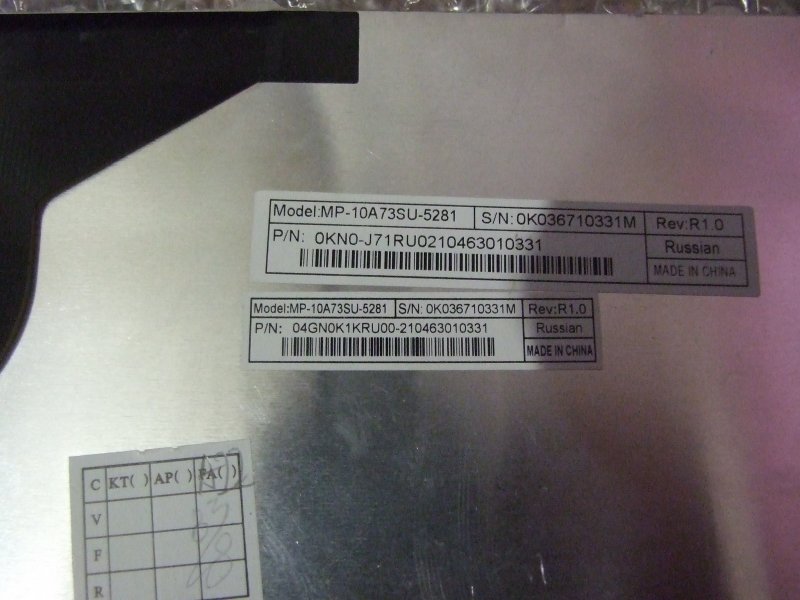 Model:MP-10A73SU-5281 S/N:0K036710331M Rev:R1.0
P/N: 0KN0-J71RU0210463010331 Russian
MADE IN CHINA
Model:MP-10A73SU-5281 S/N: 0K036710331M Rev:R1.0
P/N: 04GN0K1KRU00-210463010331 Russian
MADE IN CHINA
C KT( ) AP( ) FA( )
V
F
R